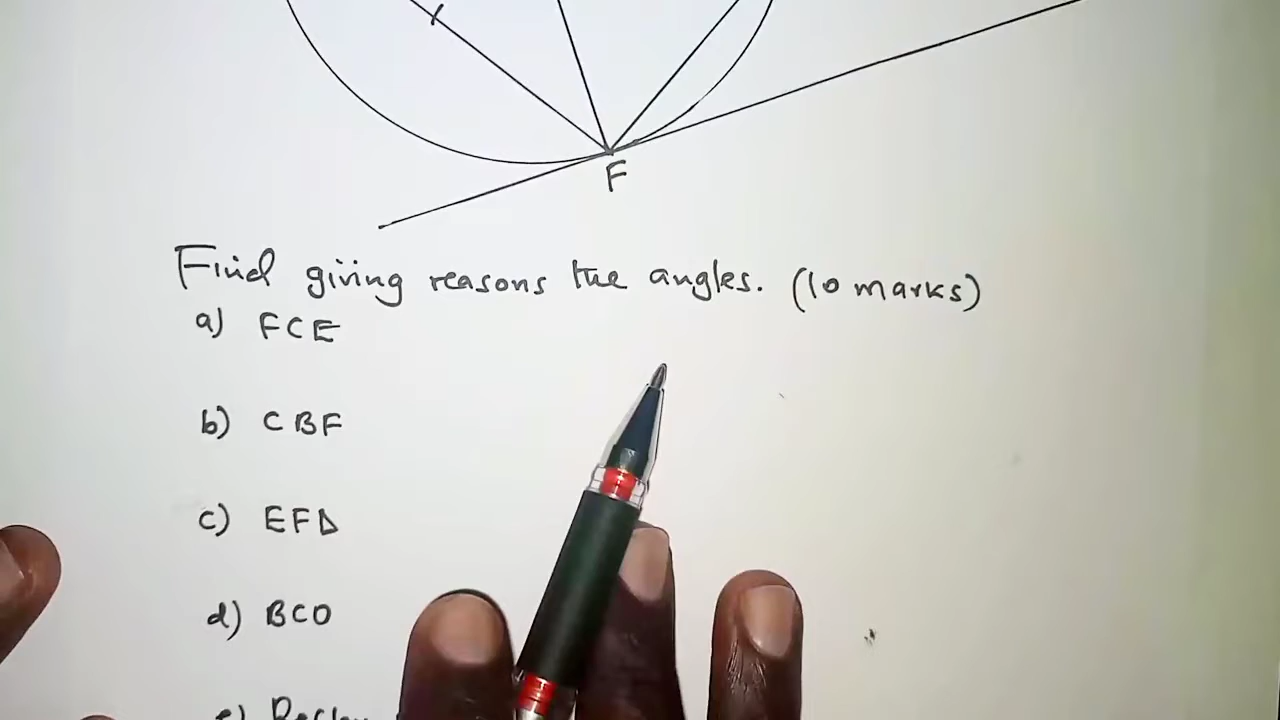 F
Find giving reasons the angles. (10 marks)
a) FCE
b) CBF
c) EFD
d) BCO
e)